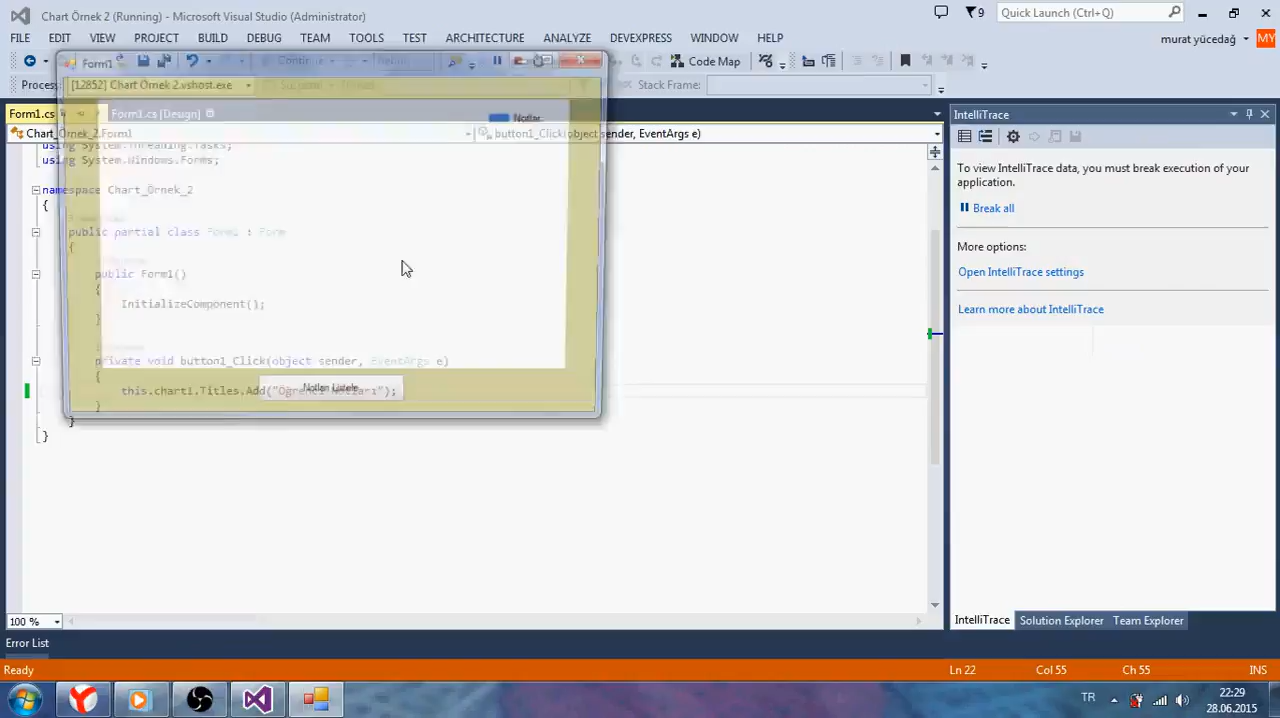 Chart Örnek 2 (Running) - Microsoft Visual Studio (Administrator)
9
Quick Launch (Ctrl+Q)
FILE EDIT VIEW PROJECT BUILD DEBUG TEAM TOOLS TEST ARCHITECTURE ANALYZE DEVEXPRESS WINDOW HELP
murat yücedağ
MY
Form1
Continue
Code Map
Process
[12852] Chart Örnek 2.vshost.exe
Stack Frame:
Form1.cs
Form1.cs [Design]
Notlar
Chart_Örnek_2.Form1
button1_Click(object sender, EventArgs e)
using System.Threading.Tasks;
using System.Windows.Forms;
namespace Chart_Örnek_2
{
public partial class Form1 : Form
{
public Form1()
{
InitializeComponent();
}
private void button1_Click(object sender, EventArgs e)
{
this.chart1.Titles.Add("Öğrenci Notları");
Notları Listele
}
}
}
100 %
IntelliTrace
To view IntelliTrace data, you must break execution of your
application.
Break all
More options:
Open IntelliTrace settings
Learn more about IntelliTrace
IntelliTrace Solution Explorer Team Explorer
Error List
Ready
Ln 22 Col 55 Ch 55 INS
TR
22:29
28.06.2015